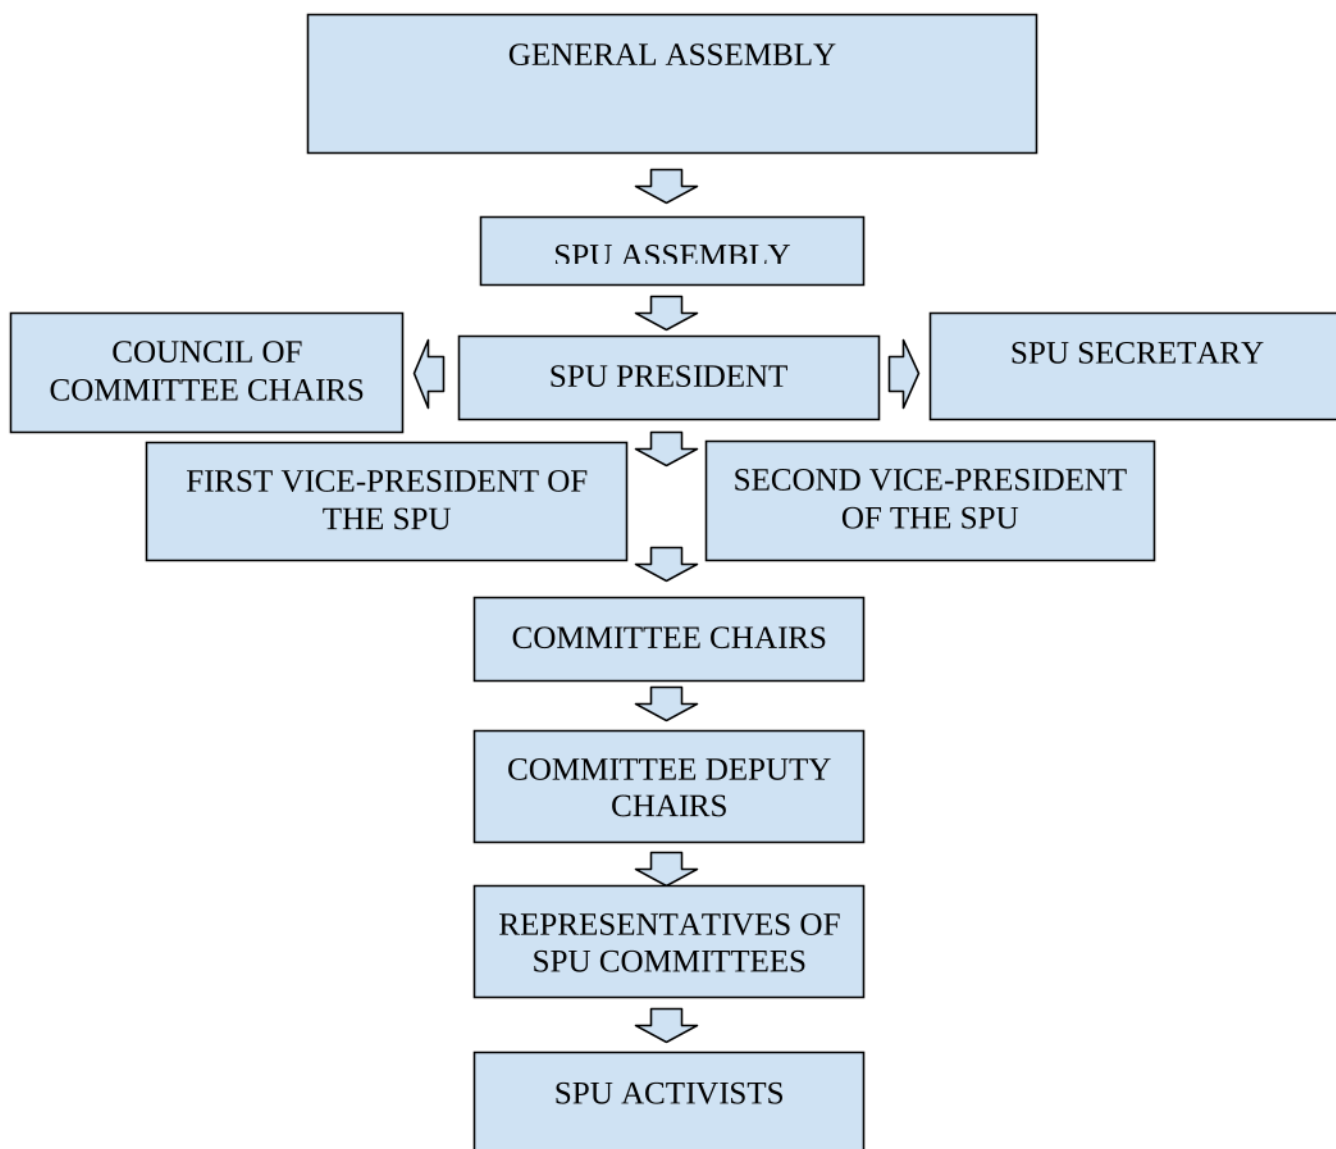 GENERAL ASSEMBLY
SPU ASSEMBLY
COUNCIL OF
COMMITTEE CHAIRS
SPU PRESIDENT
SPU SECRETARY
FIRST VICE-PRESIDENT OF
THE SPU
SECOND VICE-PRESIDENT
OF THE SPU
COMMITTEE CHAIRS
COMMITTEE DEPUTY
CHAIRS
REPRESENTATIVES OF
SPU COMMITTEES
SPU ACTIVISTS